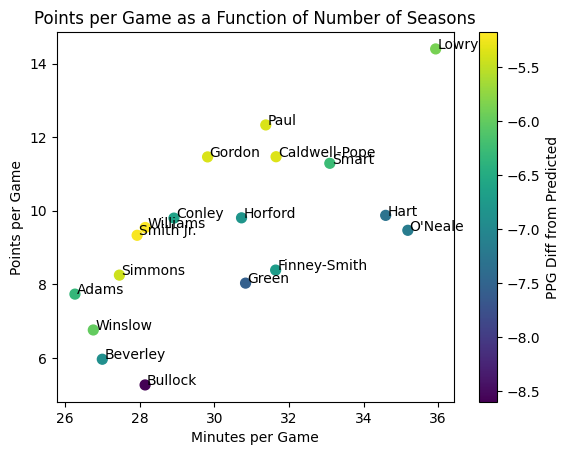 Points per Game as a Function of Number of Seasons
Lowry
14
Paul
12
Gordon
Caldwell-Pope
Smart
10
Conley
Horford
Hart
Williams
Smith Jr.
O'Neale
Simmons
Finney-Smith
8
Green
Adams
Winslow
6
Beverley
Bullock
26
28
30
32
34
36
Minutes per Game
Points per Game
−5.5
−6.0
−6.5
−7.0
−7.5
−8.0
−8.5
PPG Diff from Predicted